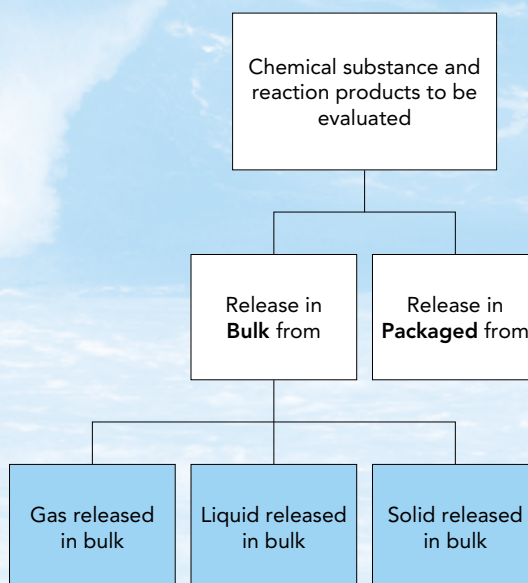 Chemical substance and
reaction products to be
evaluated
Release in
Bulk from
Release in
Packaged from
Gas released
in bulk
Liquid released
in bulk
Solid released
in bulk